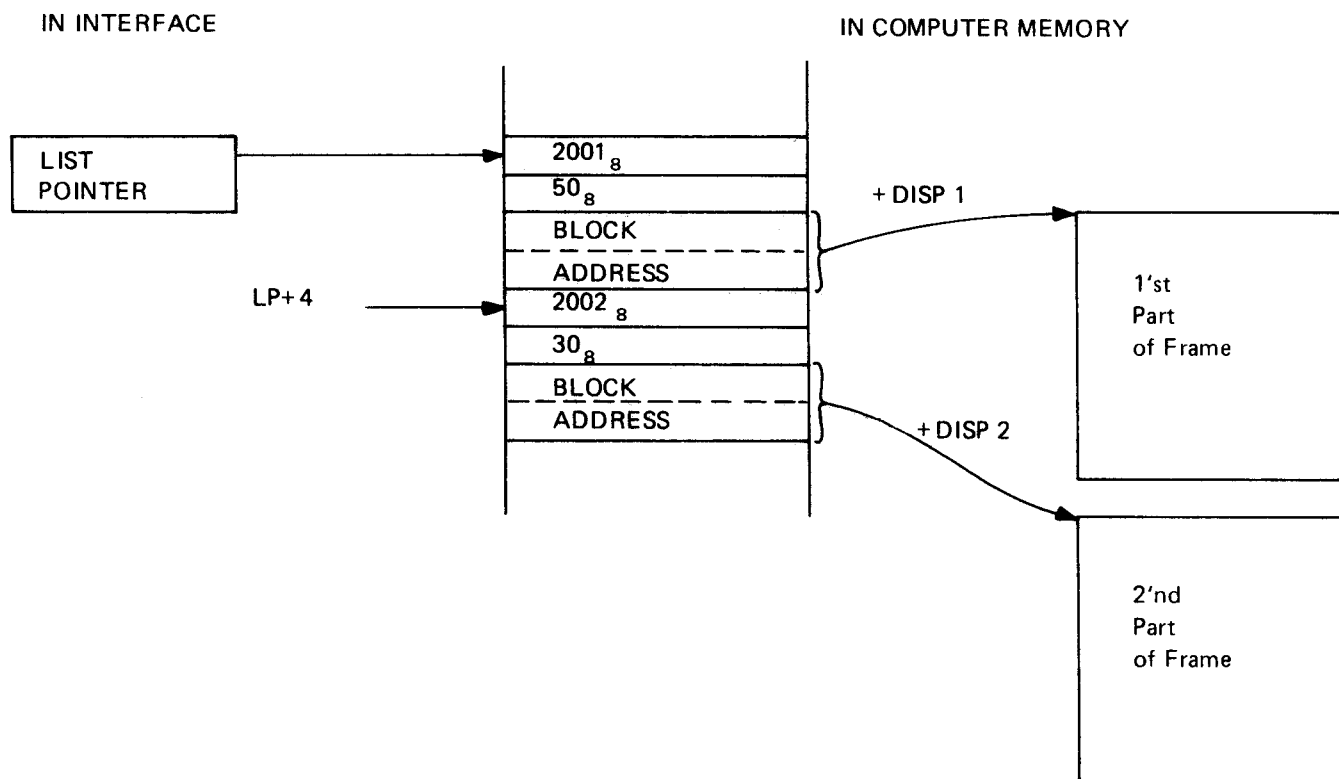 IN INTERFACE
IN COMPUTER MEMORY
LIST
POINTER
2001₈
50₈
BLOCK
ADDRESS
+ DISP 1
1'st
Part
of Frame
LP+4
2002₈
30₈
BLOCK
ADDRESS
+ DISP 2
2'nd
Part
of Frame